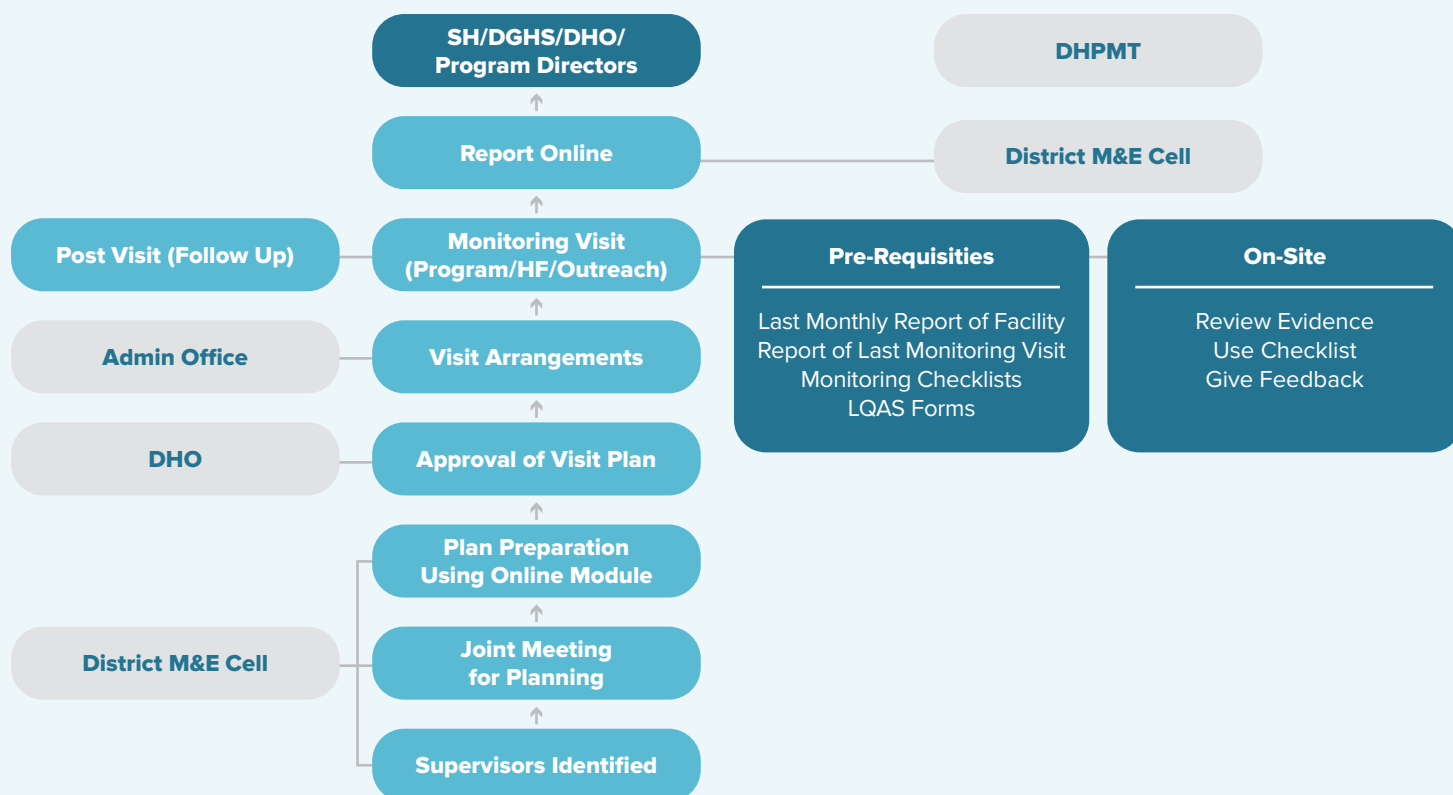 SH/DGHS/DHO/
Program Directors
DHPMT
Report Online
District M&E Cell
Post Visit (Follow Up)
Monitoring Visit
(Program/HF/Outreach)
Pre-Requisities
Last Monthly Report of Facility
Report of Last Monitoring Visit
Monitoring Checklists
LQAS Forms
On-Site
Review Evidence
Use Checklist
Give Feedback
Admin Office
Visit Arrangements
DHO
Approval of Visit Plan
Plan Preparation
Using Online Module
District M&E Cell
Joint Meeting
for Planning
Supervisors Identified